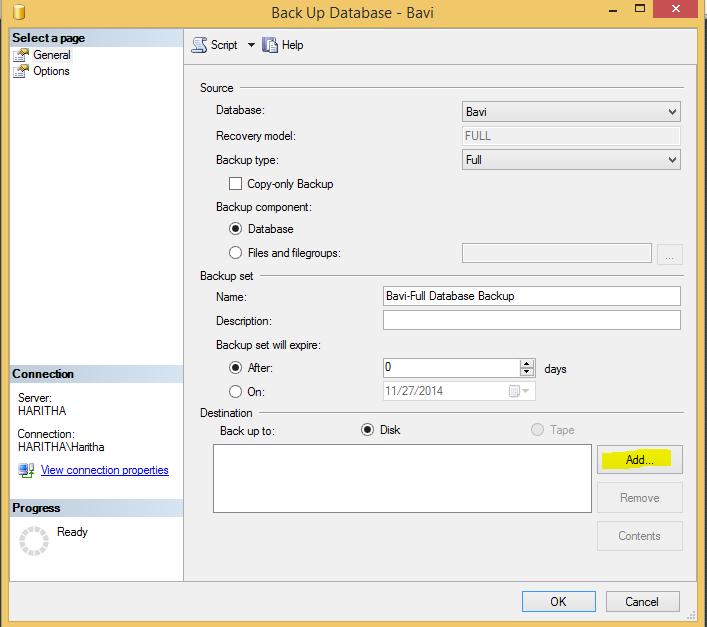 Back Up Database - Bavi
Select a page
General
Options
Script
Help
Source
Database:
Bavi
Recovery model:
FULL
Backup type:
Full
Copy-only Backup
Backup component:
Database
Files and filegroups:
...
Backup set
Name:
Bavi-Full Database Backup
Description:
Backup set will expire:
After:
0
days
On:
11/27/2014
Destination
Back up to:
Disk
Tape
Add...
Remove
Contents
Connection
Server:
HARITHA
Connection:
HARITHA\Haritha
View connection properties
Progress
Ready
OK
Cancel